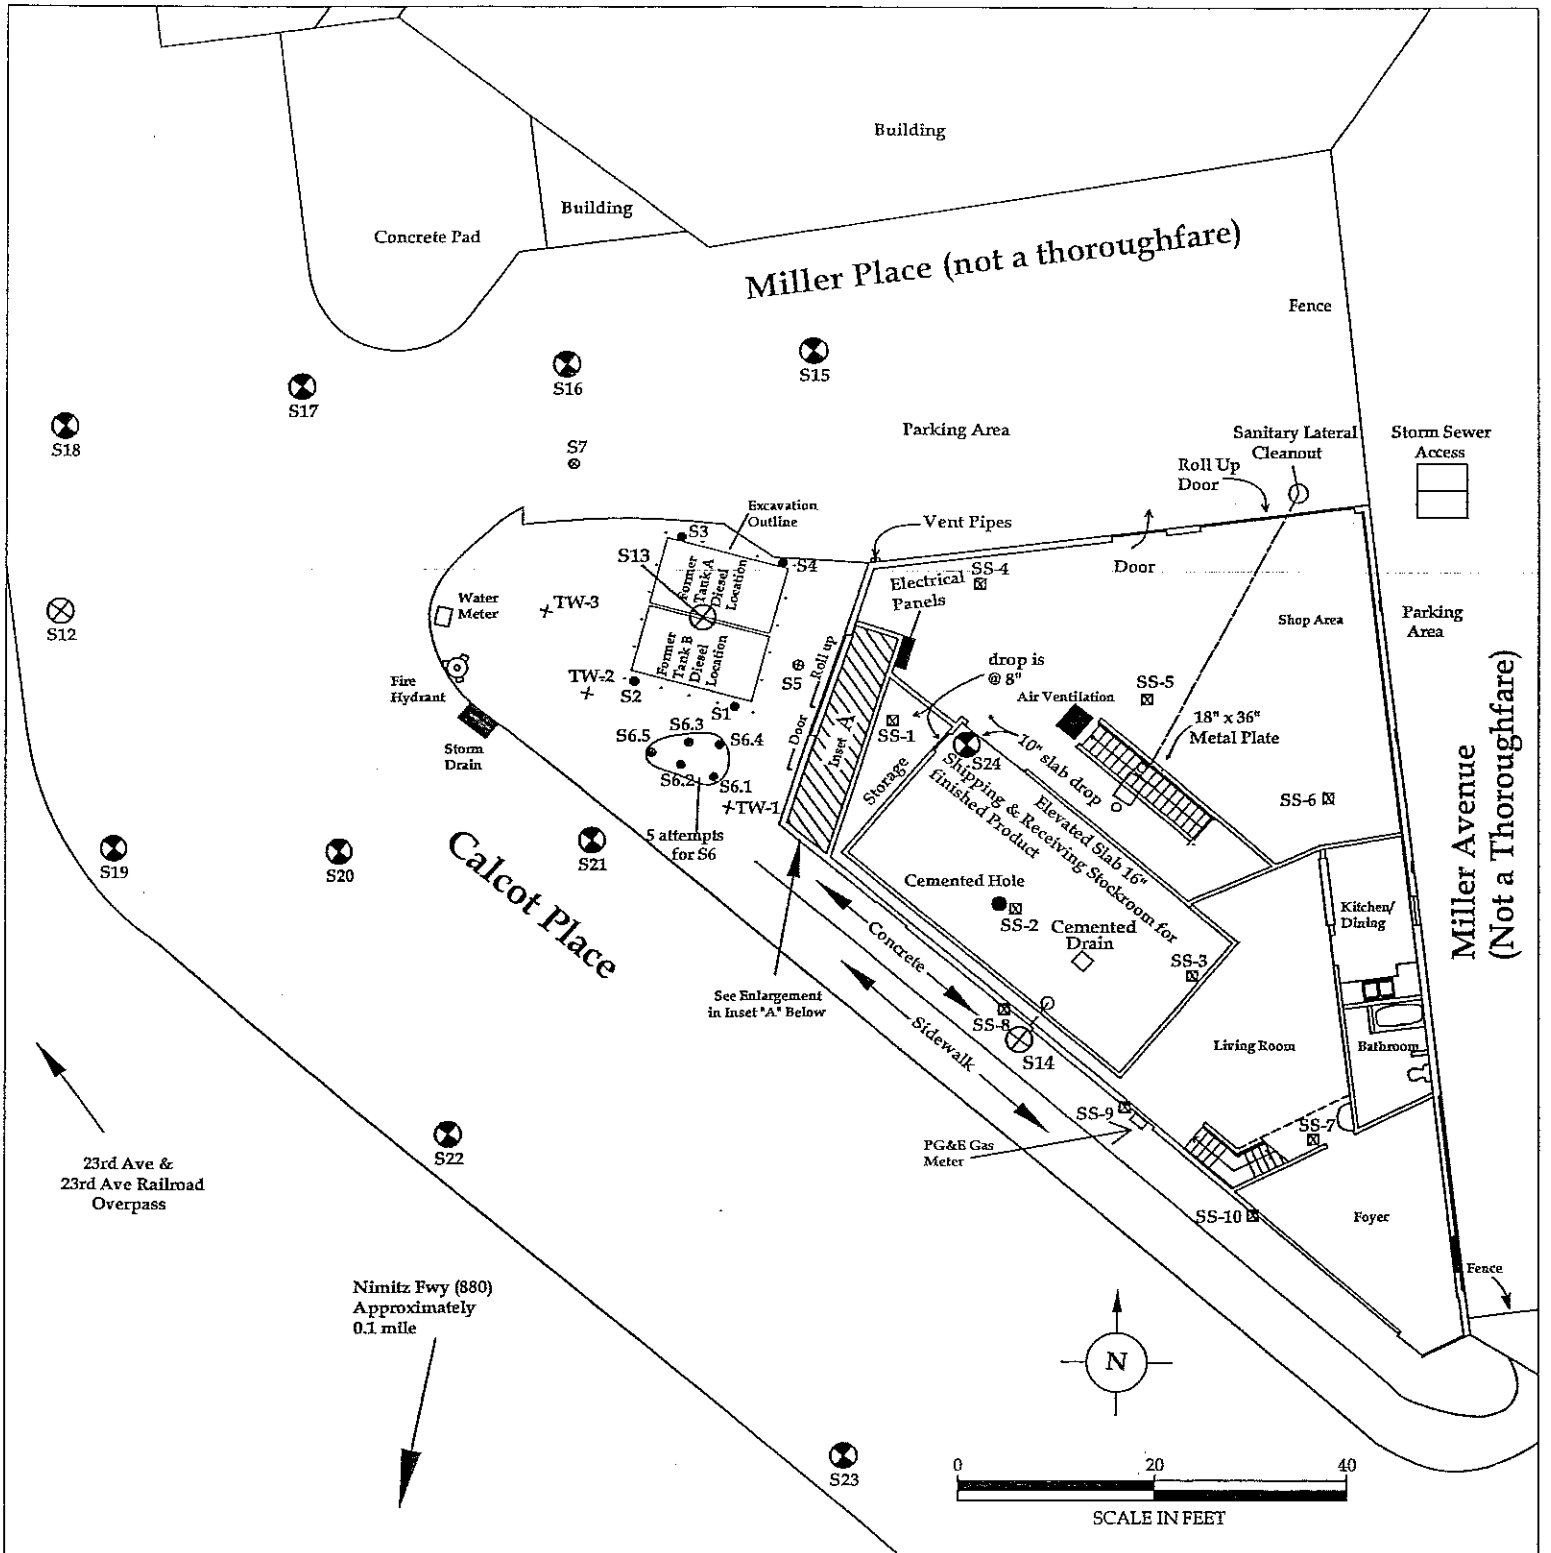 Building
Building
Concrete Pad
Miller Place (not a thoroughfare)
Fence
S15
S16
S17
S18
S7
Parking Area
Sanitary Lateral
Cleanout
Storm Sewer
Access
Roll Up
Door
Excavation
Outline
Vent Pipes
S3
S13
S4
Former
Tank A
Diesel
Location
Electrical
Panels
SS-4
Door
Water
Meter
TW-3
S12
Shop Area
Parking
Area
Former
Tank B
Diesel
Location
Roll up
S5
drop is
@ 8"
Fire
Hydrant
TW-2
S2
S1
Air Ventilation
SS-5
18" x 36"
Metal Plate
Door
Inset "A"
SS-1
S24
10" slab drop
Storm
Drain
S6.5
S6.3
S6.4
S6.2
S6.1
TW-1
5 attempts
for S6
Storage
Elevated Slab 16"
Shipping & Receiving Stockroom for
finished Product
SS-6
Miller Avenue
(Not a Thoroughfare)
S19
S20
S21
Calcot Place
Cemented Hole
SS-2
Cemented
Drain
SS-3
Kitchen/
Dining
Concrete
See Enlargement
in Inset "A" Below
SS-8
S14
Sidewalk
Living Room
Bathroom
SS-9
PG&E Gas
Meter
SS-7
23rd Ave &
23rd Ave Railroad
Overpass
S22
SS-10
Foyer
Fence
Nimitz Fwy (880)
Approximately
0.1 mile
N
S23
0
20
40
SCALE IN FEET